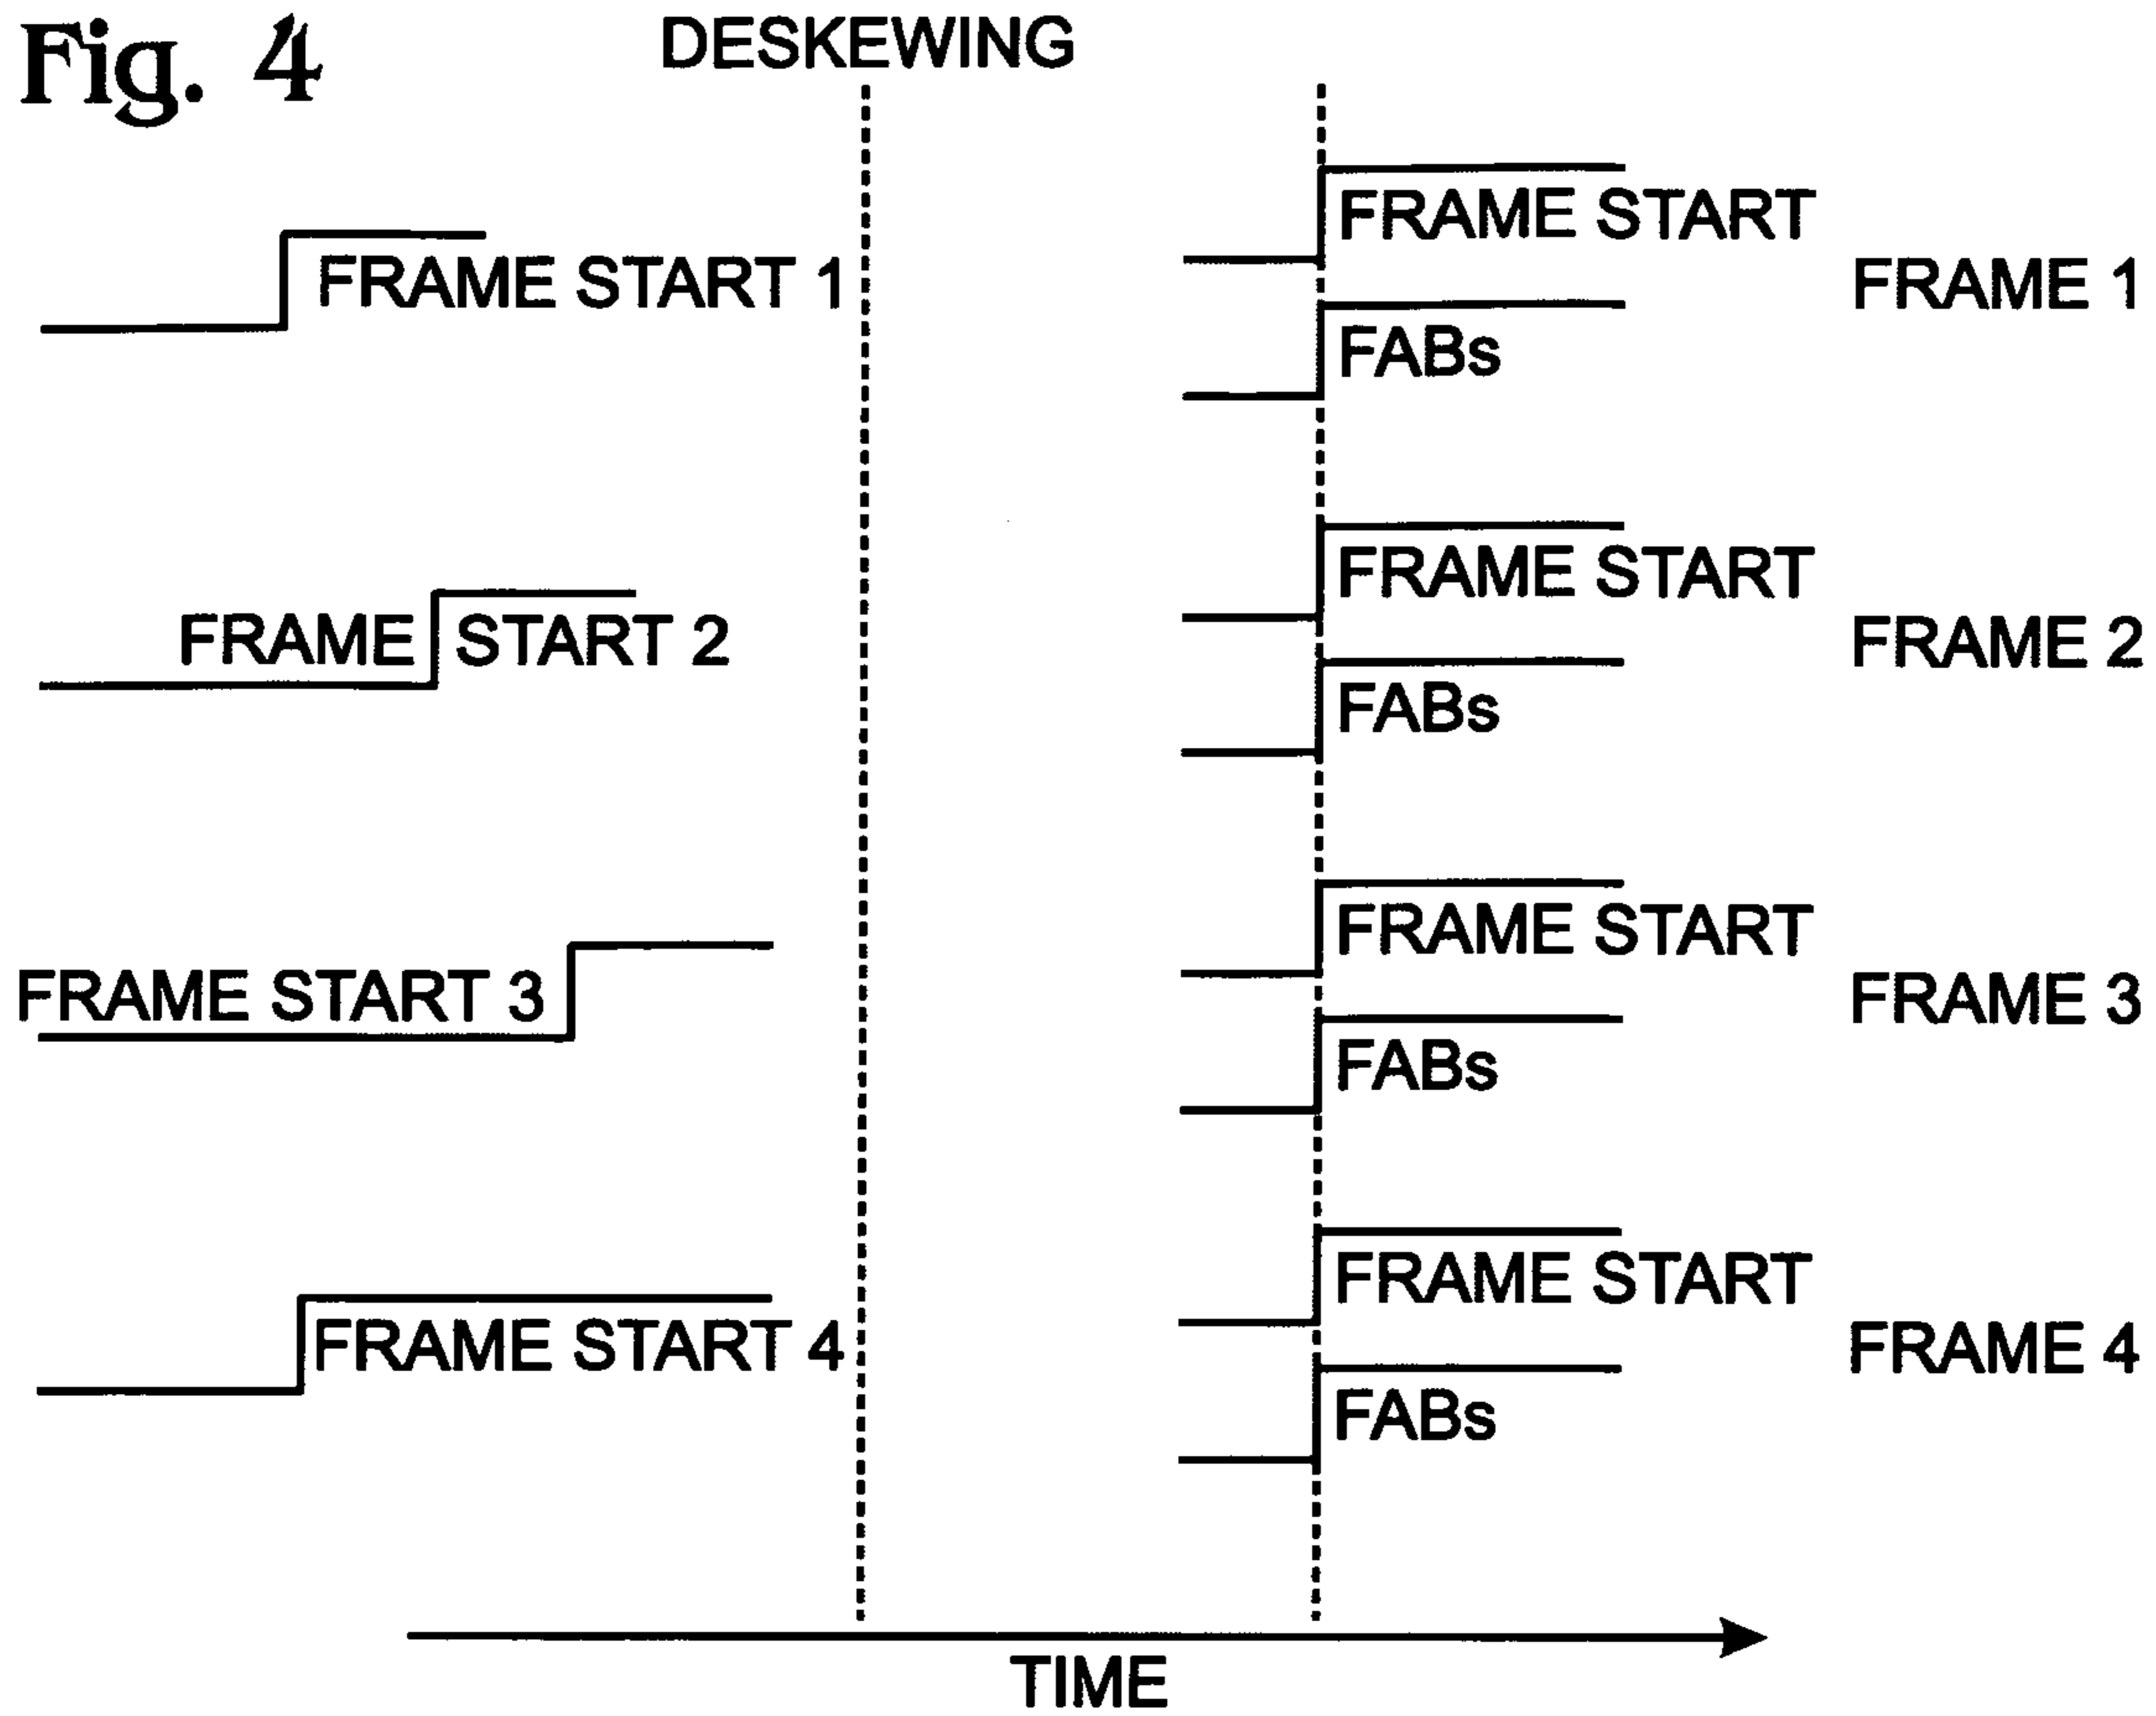 Fig. 4
DESKEWING
FRAME START 1
FRAME START
FABs
FRAME 1
FRAME START 2
FRAME START
FABs
FRAME 2
FRAME START 3
FRAME START
FABs
FRAME 3
FRAME START 4
FRAME START
FABs
FRAME 4
TIME